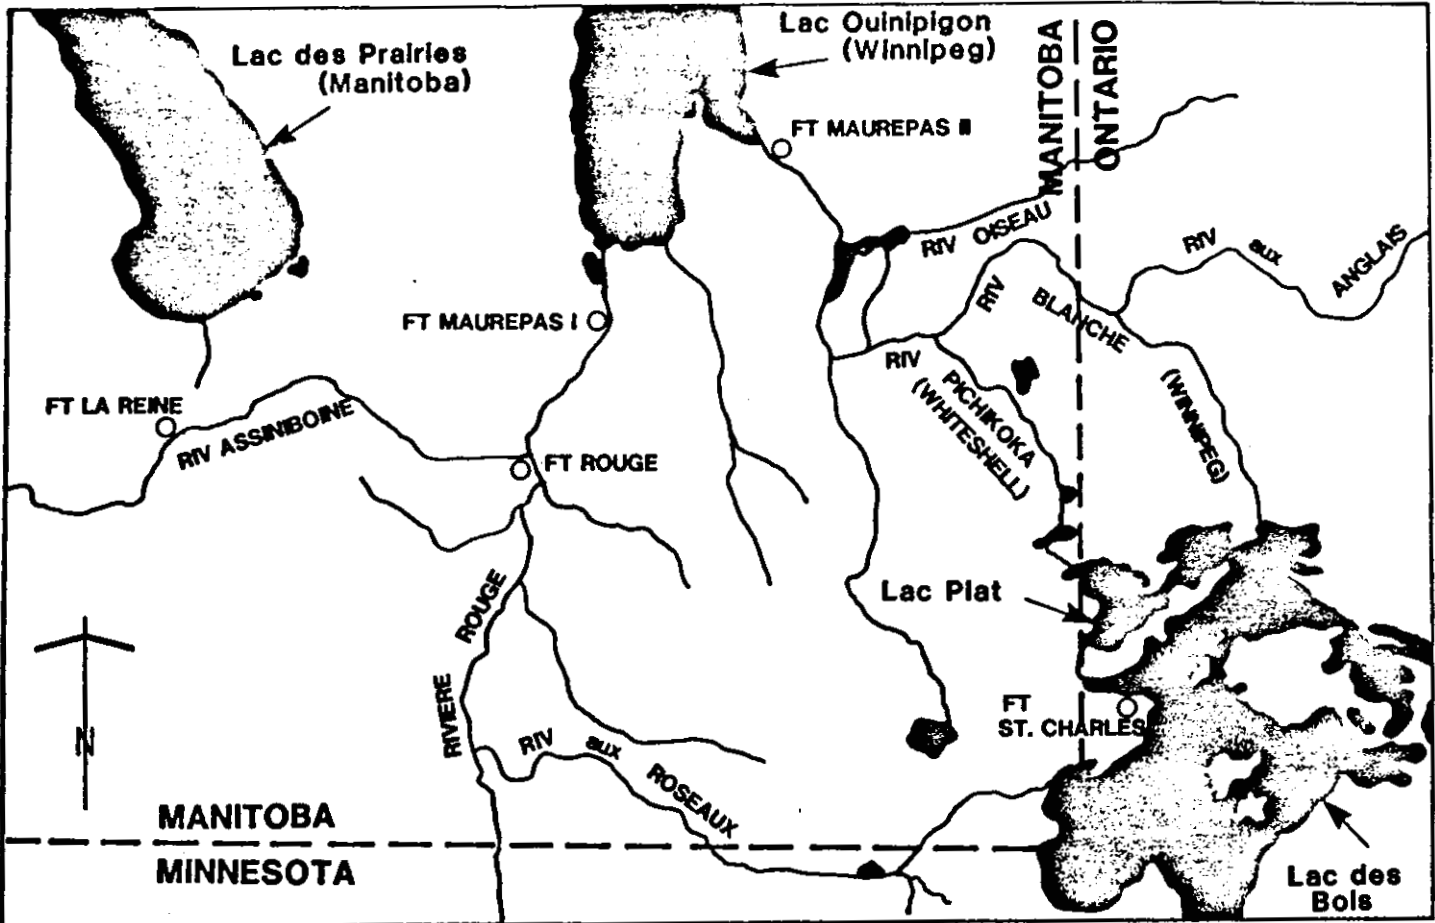 Lac des Prairies
(Manitoba)
Lac Ouinipigon
(Winnipeg)
MANITOBA
ONTARIO
FT MAUREPAS II
RIV OISEAU
RIV aux ANGLAIS
RIV BLANCHE
(WINNIPEG)
FT MAUREPAS I
RIV PICHIKOKA
(WHITESHELL)
FT LA REINE
RIV ASSINIBOINE
FT ROUGE
Lac Plat
RIVIERE ROUGE
FT
ST. CHARLES
RIV aux ROSEAUX
N
MANITOBA
MINNESOTA
Lac des
Bois